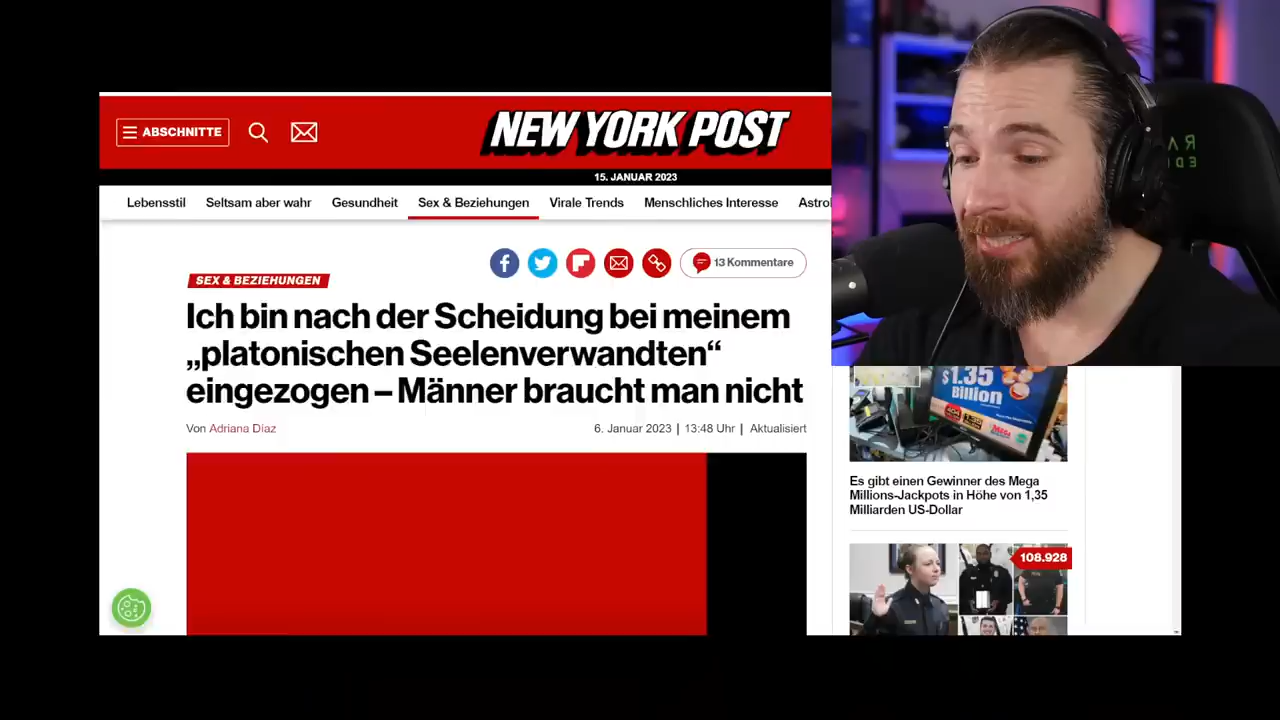 ABSCHNITTE
NEW YORK POST
15. JANUAR 2023
Lebensstil Seltsam aber wahr Gesundheit Sex & Beziehungen Virale Trends Menschliches Interesse Astrol
13 Kommentare
SEX & BEZIEHUNGEN
Ich bin nach der Scheidung bei meinem
„platonischen Seelenverwandten“
eingezogen – Männer braucht man nicht
Von Adriana Diaz
6. Januar 2023 | 13:48 Uhr | Aktualisiert
$1.35
Billion
Es gibt einen Gewinner des Mega
Millions-Jackpots in Höhe von 1,35
Milliarden US-Dollar
108.928